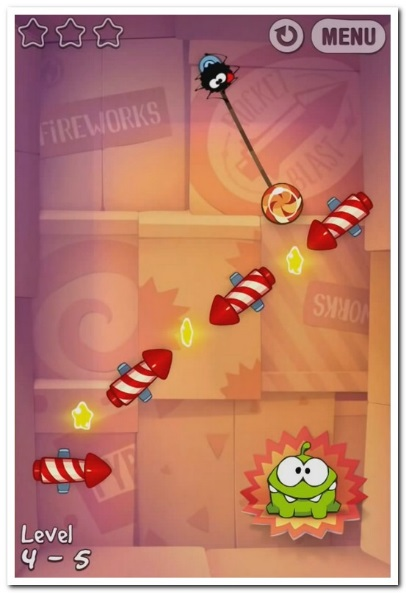 MENU
FiREWORKS
ROCKET
BLAST
WORKS
Level
4 - 5